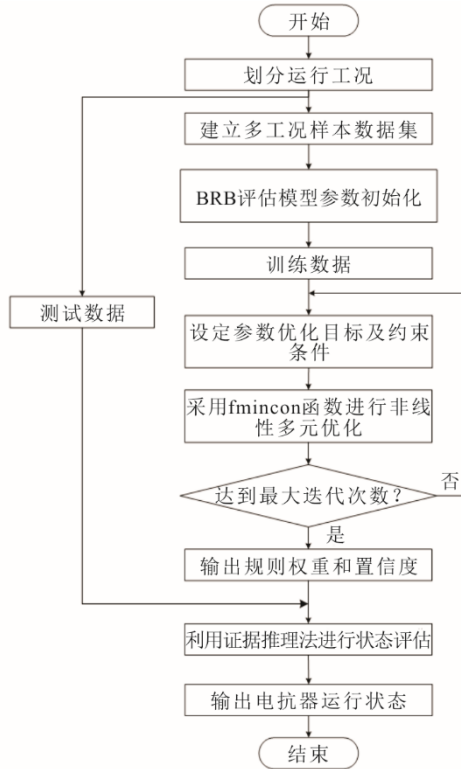 开始
划分运行工况
建立多工况样本数据集
BRB评估模型参数初始化
训练数据
测试数据
设定参数优化目标及约束
条件
采用fmincon函数进行非线
性多元优化
达到最大迭代次数？
否
是
输出规则权重和置信度
利用证据推理法进行状态评估
输出电抗器运行状态
结束